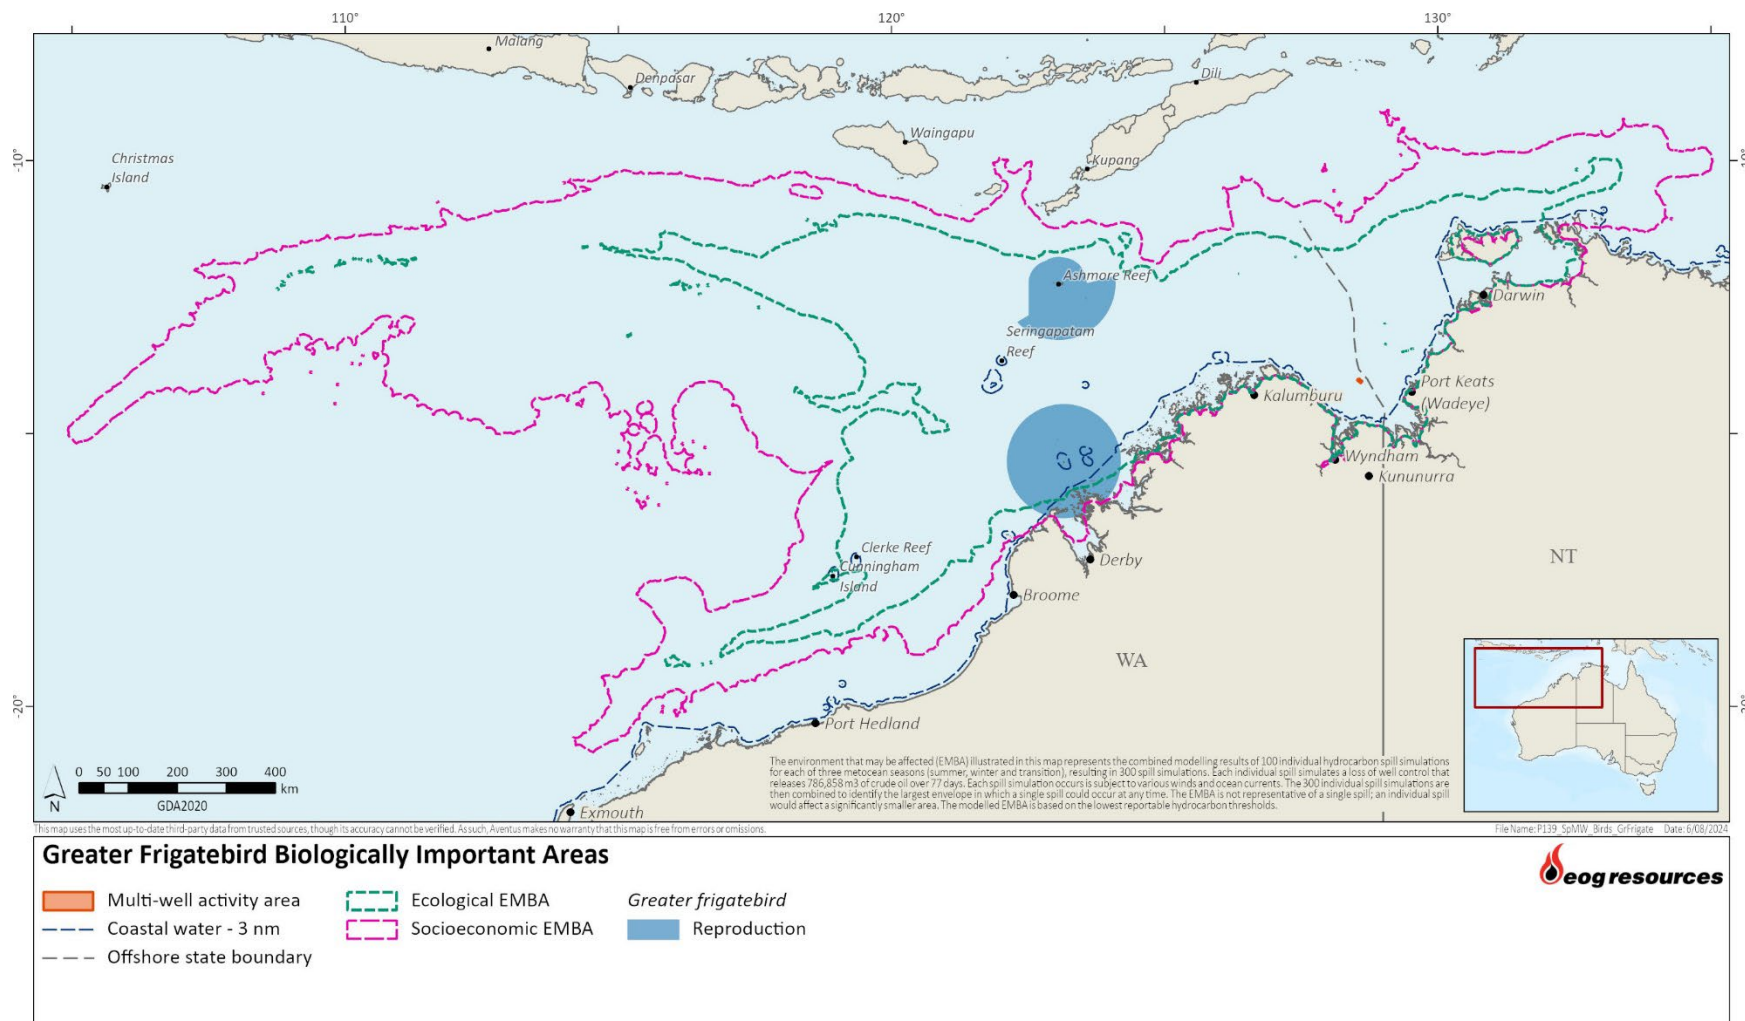 110°
120°
130°
Malang
Denpasar
Dili
Waingapu
Christmas
Island
Kupang
-10°
-10°
Ashmore Reef
Darwin
Seringapatam
Reef
Port Keats
(Wadeye)
Kalumburu
Wyndham
Kununurra
Clerke Reef
Cunningham
Island
Derby
NT
Broome
WA
-20°
-20°
Port Hedland
0 50 100 200 300 400
km
N
GDA2020
Exmouth
The environment that may be affected (EMBA) illustrated in this map represents the combined modelling results of 100 individual hydrocarbon spill simulations
for each of three metocean seasons (summer, winter and transition), resulting in 300 spill simulations. Each individual spill simulates a loss of well control that
releases 786,858 m3 of crude oil over 77 days. Each spill simulation occurs is subject to various winds and ocean currents. The 300 individual spill simulations are
then combined to identify the largest envelope in which a single spill could occur at any time. The EMBA is not representative of a single spill; an individual spill
would affect a significantly smaller area. The modelled EMBA is based on the lowest reportable hydrocarbon thresholds.
This map uses the most up-to-date third-party data from trusted sources, though its accuracy cannot be verified. As such, Aventus makes no warranty that this map is free from errors or omissions.
File Name: P139_SpMW_Birds_GrFrigate Date: 6/08/2024
Greater Frigatebird Biologically Important Areas
eog resources
Multi-well activity area
Ecological EMBA
Greater frigatebird
Coastal water - 3 nm
Socioeconomic EMBA
Reproduction
Offshore state boundary